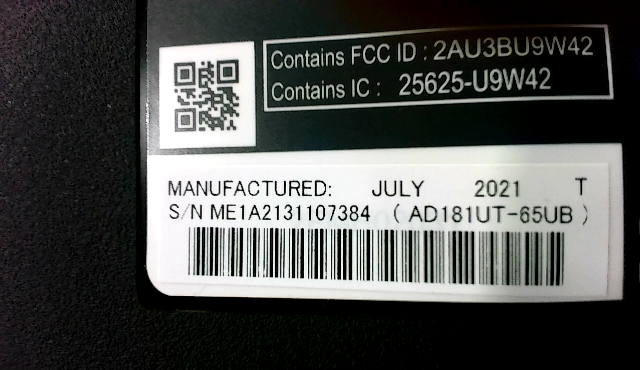 Contains FCC ID : 2AU3BU9W42
Contains IC : 25625-U9W42
MANUFACTURED: JULY 2021 T
S/N ME1A2131107384 ( AD181UT-65UB )